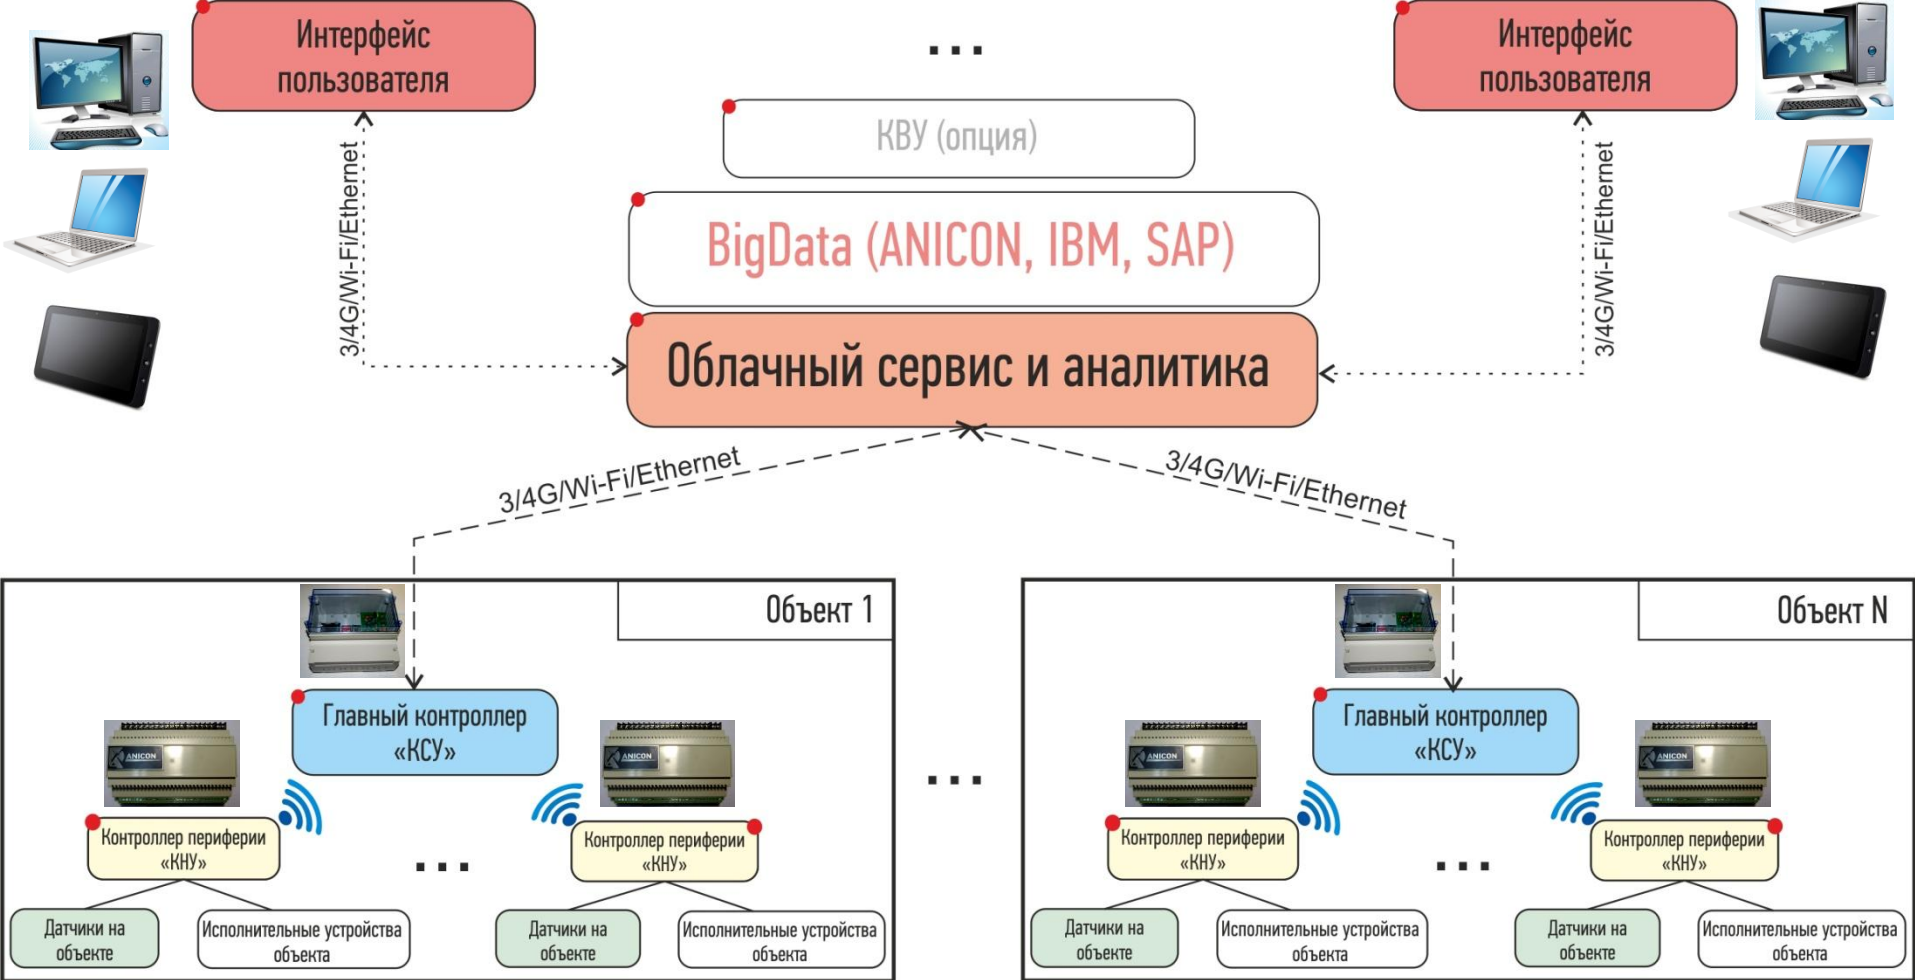 Интерфейс
пользователя
...
Интерфейс
пользователя
КВУ (опция)
3/4G/Wi-Fi/Ethernet
BigData (ANICON, IBM, SAP)
3/4G/Wi-Fi/Ethernet
Облачный сервис и аналитика
3/4G/Wi-Fi/Ethernet
3/4G/Wi-Fi/Ethernet
Объект 1
Главный контроллер
«КСУ»
ANICON
ANICON
Контроллер периферии
«КНУ»
...
Контроллер периферии
«КНУ»
Датчики на
объекте
Исполнительные устройства
объекта
Датчики на
объекте
Исполнительные устройства
объекта
...
Объект N
Главный контроллер
«КСУ»
ANICON
ANICON
Контроллер периферии
«КНУ»
...
Контроллер периферии
«КНУ»
Датчики на
объекте
Исполнительные устройства
объекта
Датчики на
объекте
Исполнительные устройства
объекта